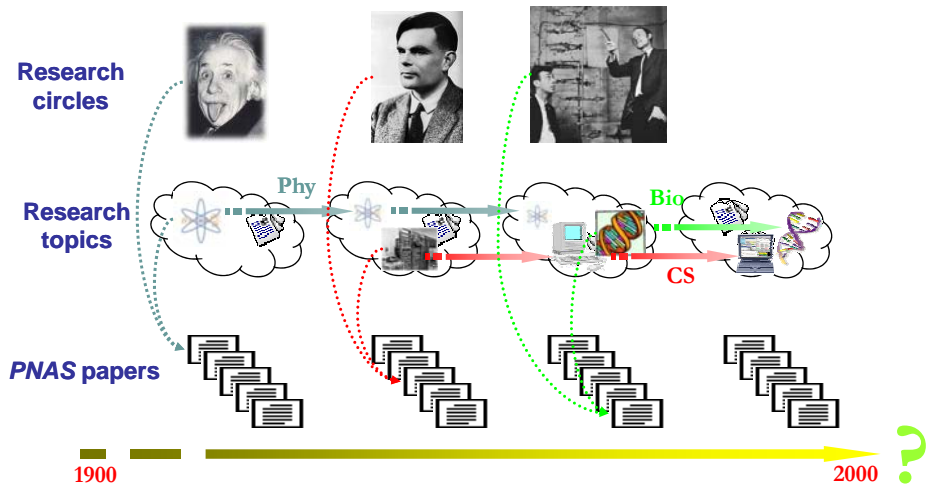 Research
circles
Phy
Bio
Research
topics
CS
PNAS papers
1900
2000
?